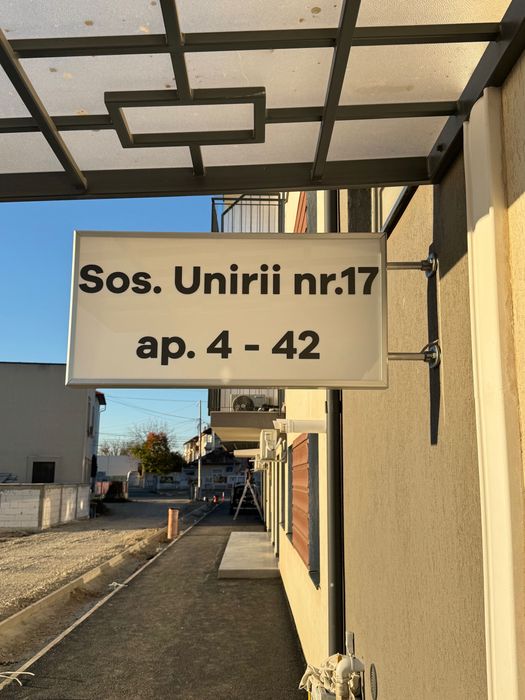 Sos. Unirii nr.17
ap. 4 - 42